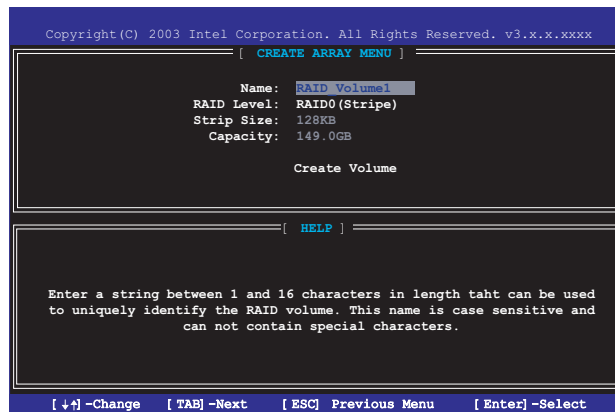 Copyright(C) 2003 Intel Corporation. All Rights Reserved. v3.x.x.xxxx
[ CREATE ARRAY MENU ]
Name: RAID_Volume1
RAID Level: RAID0(Stripe)
Strip Size: 128KB
Capacity: 149.0GB
Create Volume
[ HELP ]
Enter a string between 1 and 16 characters in length taht can be used
to uniquely identify the RAID volume. This name is case sensitive and
can not contain special characters.
[↓↑]-Change [TAB]-Next [ESC] Previous Menu [Enter]-Select